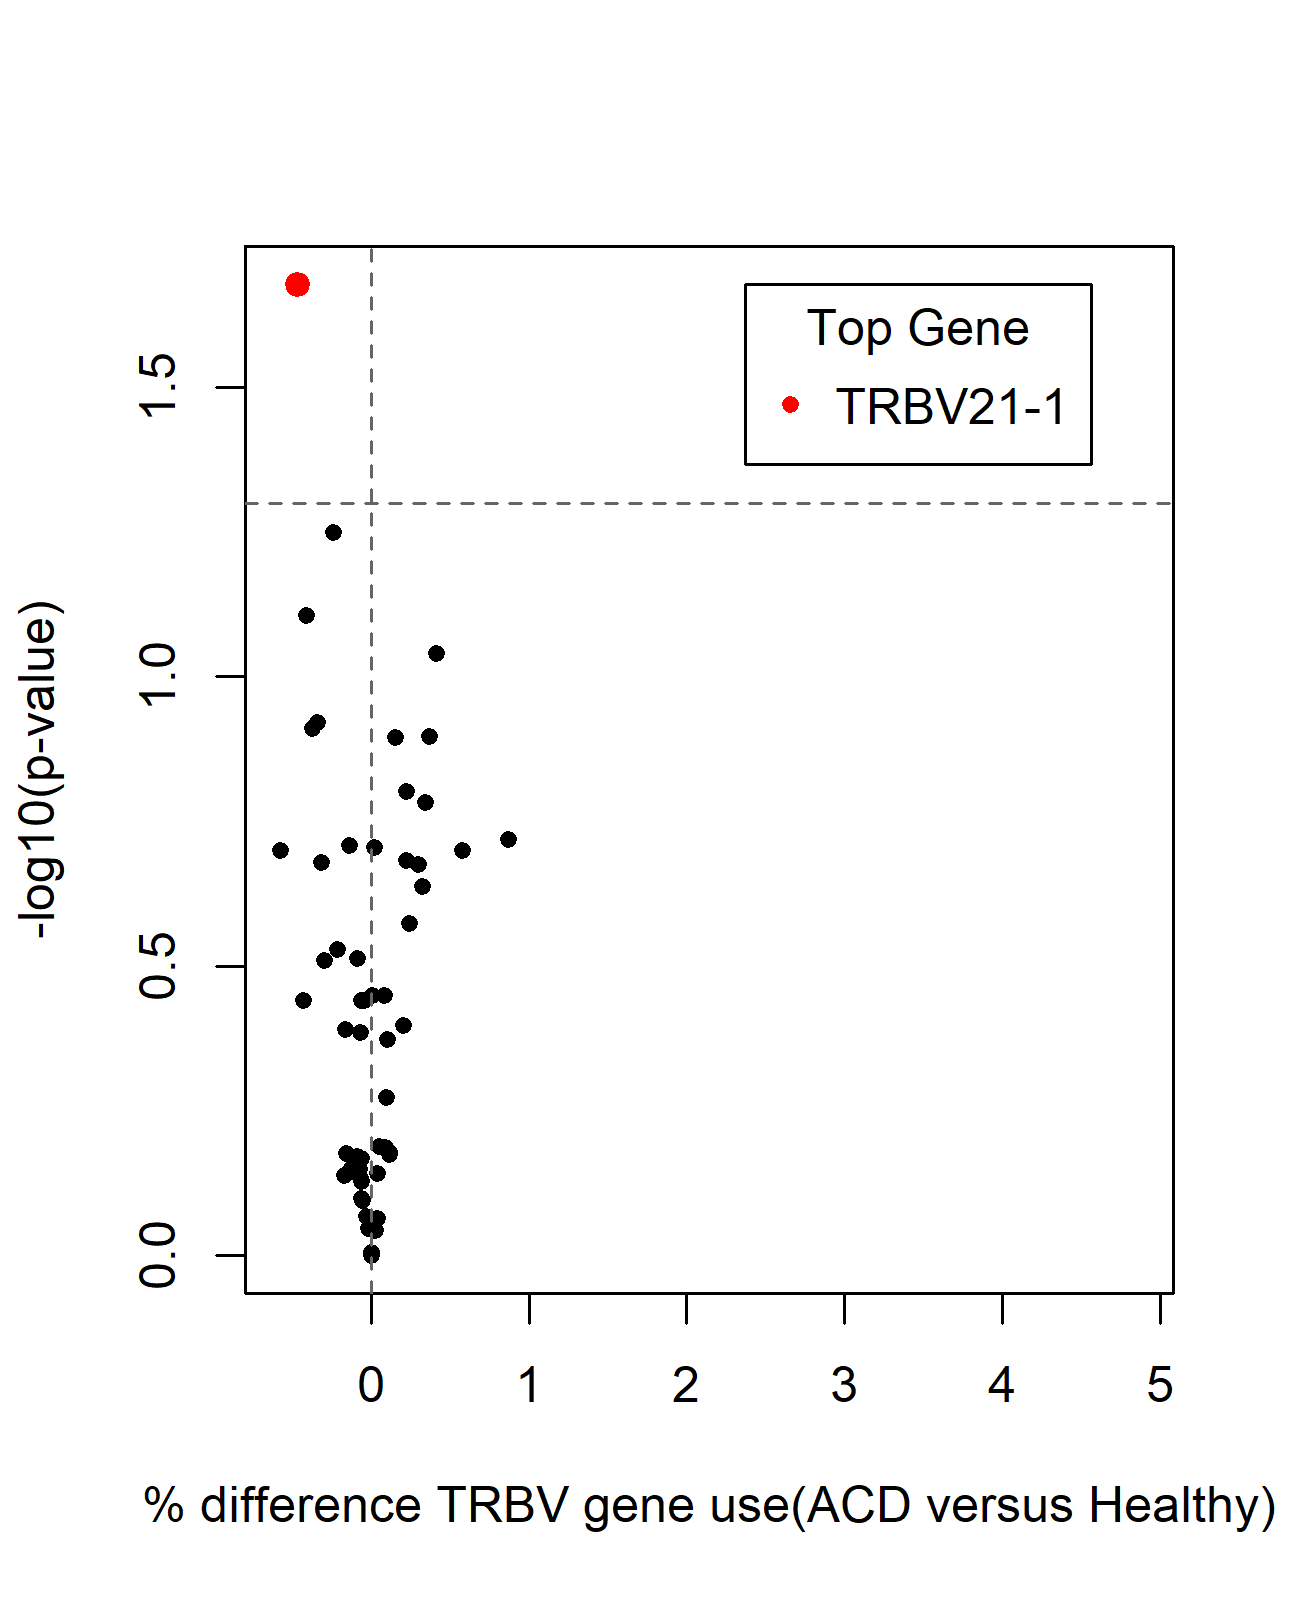 Top Gene
TRBV21-1
-log10(p-value)
1.5
1.0
0.5
0.0
0 1 2 3 4 5
% difference TRBV gene use(ACD versus Healthy)